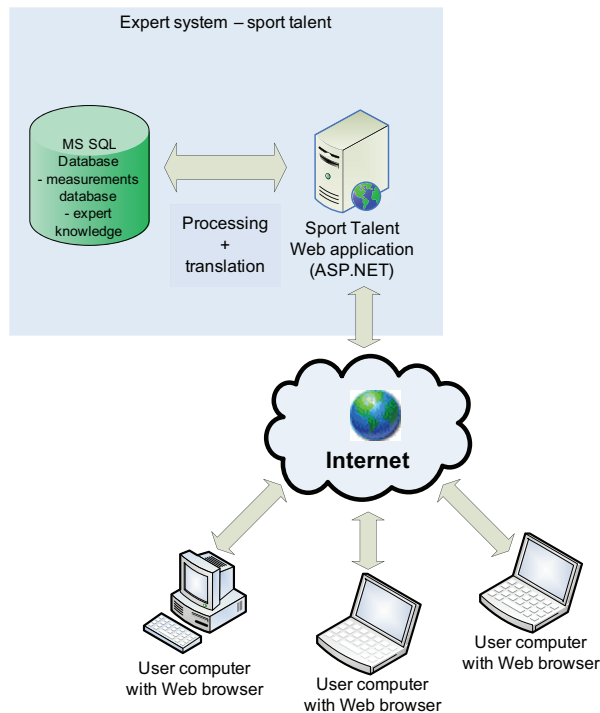 Expert system – sport talent
MS SQL
Database
- measurements
database
- expert
knowledge
Processing
+
translation
Sport Talent
Web application
(ASP.NET)
Internet
User computer
with Web browser
User computer
with Web browser
User computer
with Web browser